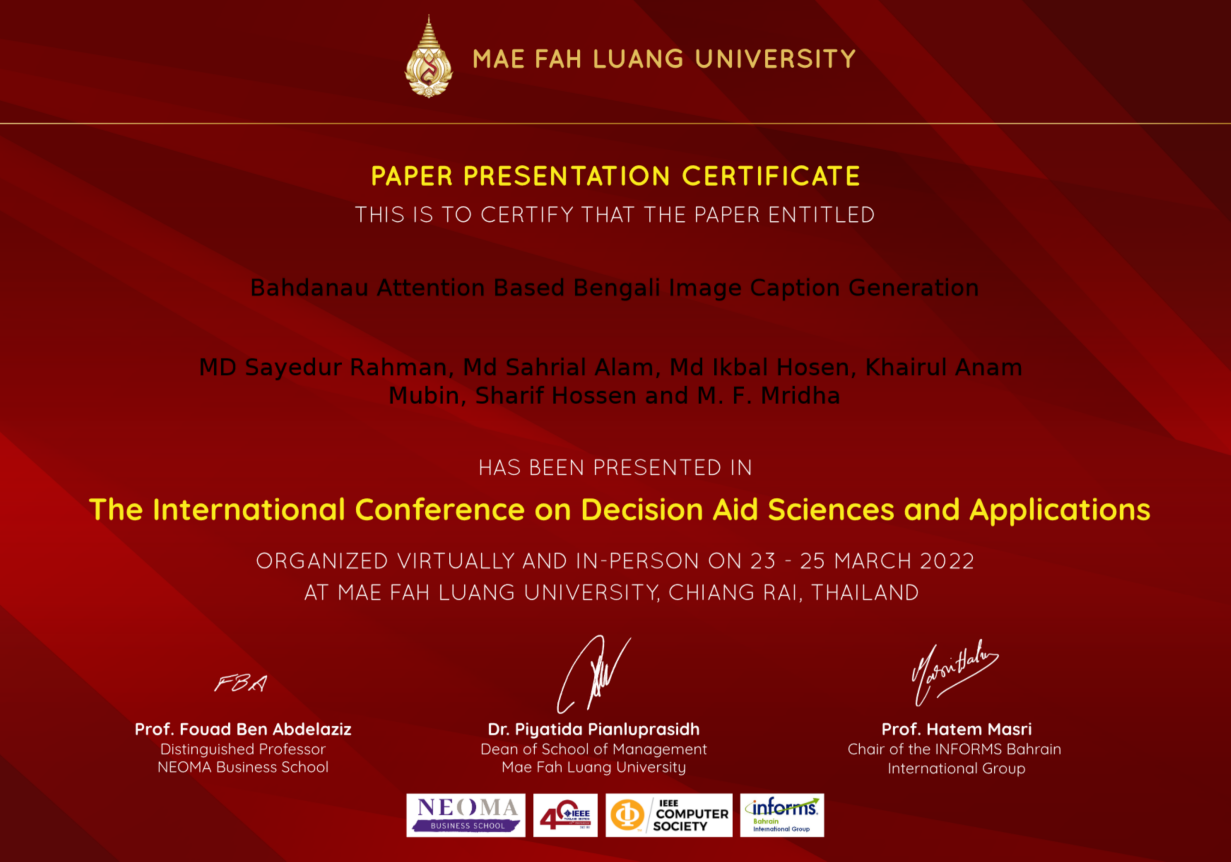 MAE FAH LUANG UNIVERSITY
PAPER PRESENTATION CERTIFICATE
THIS IS TO CERTIFY THAT THE PAPER ENTITLED
Bahdanau Attention Based Bengali Image Caption Generation
MD Sayedur Rahman, Md Sahrial Alam, Md Ikbal Hosen, Khairul Anam
Mubin, Sharif Hossen and M. F. Mridha
HAS BEEN PRESENTED IN
The International Conference on Decision Aid Sciences and Applications
ORGANIZED VIRTUALLY AND IN-PERSON ON 23 - 25 MARCH 2022
AT MAE FAH LUANG UNIVERSITY, CHIANG RAI, THAILAND
FBA
Prof. Fouad Ben Abdelaziz
Distinguished Professor
NEOMA Business School
Dr. Piyatida Pianluprasidh
Dean of School of Management
Mae Fah Luang University
Prof. Hatem Masri
Chair of the INFORMS Bahrain
International Group
NEOMA
BUSINESS SCHOOL
40 IEEE
IEEE
COMPUTER
SOCIETY
informs.
Bahrain
International Group